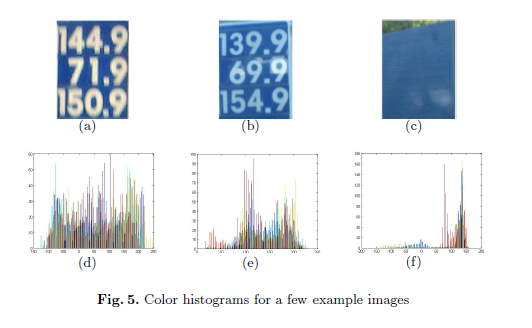 144.9
71.9
150.9
139.9
69.9
154.9
(a)
(b)
(c)
(d)
(e)
(f)
Fig. 5. Color histograms for a few example images